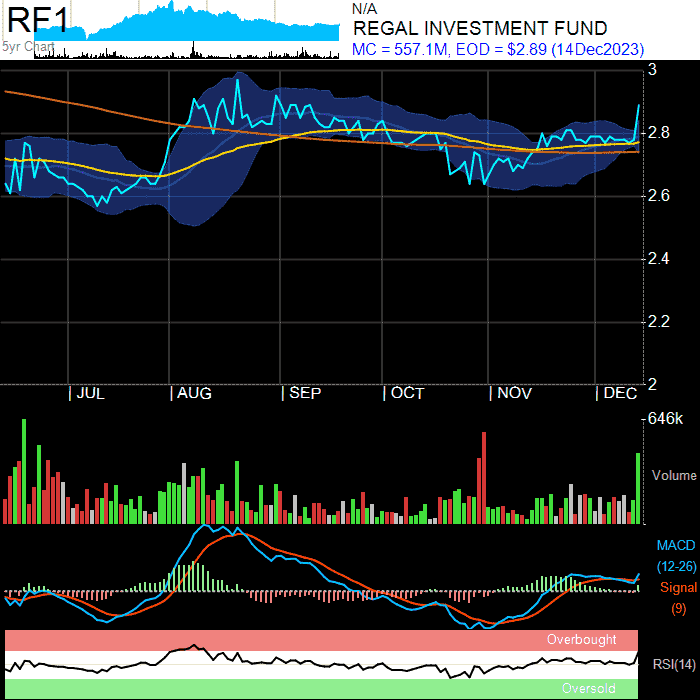 RF1
5yr Chart
N/A
REGAL INVESTMENT FUND
MC = 557.1M, EOD = $2.89 (14Dec2023)
3
2.8
2.6
2.4
2.2
2
JUL AUG SEP OCT NOV DEC
646k
Volume
MACD
(12-26)
Signal
(9)
Overbought
RSI(14)
Oversold